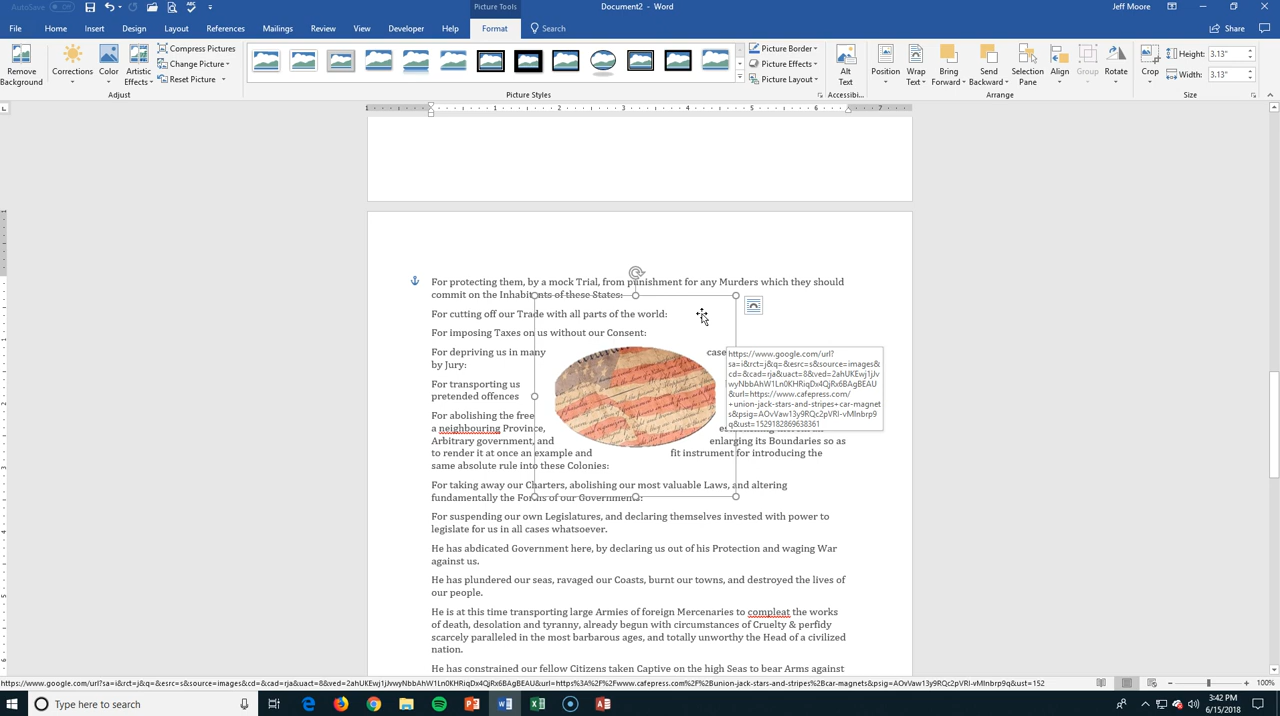 AutoSave Off
Picture Tools
Document2 - Word
Jeff Moore
File Home Insert Draw Design Layout References Mailings Review View Developer Help Format Search
Share
Remove Background
Corrections
Color
Artistic Effects
Compress Pictures
Change Picture
Reset Picture
Adjust
Picture Styles
Picture Border
Picture Effects
Picture Layout
Alt Text
Accessibi...
Position
Wrap Text
Bring Forward
Send Backward
Selection Pane
Align
Group
Rotate
Arrange
Crop
Height: 3.13"
Width: 3.13"
Size
1 1 2 3 4 5 6 7
For protecting them, by a mock Trial, from punishment for any Murders which they should
commit on the Inhabitants of these States:
For cutting off our Trade with all parts of the world:
For imposing Taxes on us without our Consent:
For depriving us in many case
by Jury:
For transporting us
pretended offences
For abolishing the free
a neighbouring Province,
Arbitrary government, and enlarging its Boundaries so as
to render it at once an example and fit instrument for introducing the
same absolute rule into these Colonies:
https://www.google.com/url?
sa=i&rct=j&q=&esrc=s&source=images&
cd=&cad=rja&uact=8&ved=2ahUKEwj1jJv
wyNbbAhW1Ln0KHRiqDx4QjRx6BAgBEAU
&url=https://www.cafepress.com/
+union-jack-stars-and-stripes+car-magnet
s&psig=AOvVaw13y9RQc2pVRI-vMlnbrp9
q&ust=1529182869638361
For taking away our Charters, abolishing our most valuable Laws, and altering
fundamentally the Forms of our Governments:
For suspending our own Legislatures, and declaring themselves invested with power to
legislate for us in all cases whatsoever.
He has abdicated Government here, by declaring us out of his Protection and waging War
against us.
He has plundered our seas, ravaged our Coasts, burnt our towns, and destroyed the lives of
our people.
He is at this time transporting large Armies of foreign Mercenaries to compleat the works
of death, desolation and tyranny, already begun with circumstances of Cruelty & perfidy
scarcely paralleled in the most barbarous ages, and totally unworthy the Head of a civilized
nation.
He has constrained our fellow Citizens taken Captive on the high Seas to bear Arms against
https://www.google.com/url?sa=i&rct=j&q=&esrc=s&source=images&cd=&cad=rja&uact=8&ved=2ahUKEwj1jJvwyNbbAhW1Ln0KHRiqDx4QjRx6BAgBEAU&url=https%3A%2F%2Fwww.cafepress.com%2F%2Bunion-jack-stars-and-stripes%2Bcar-magnets&psig=AOvVaw13y9RQc2pVRI-vMlnbrp9q&ust=152
100%
Type here to search
3:42 PM
6/15/2018